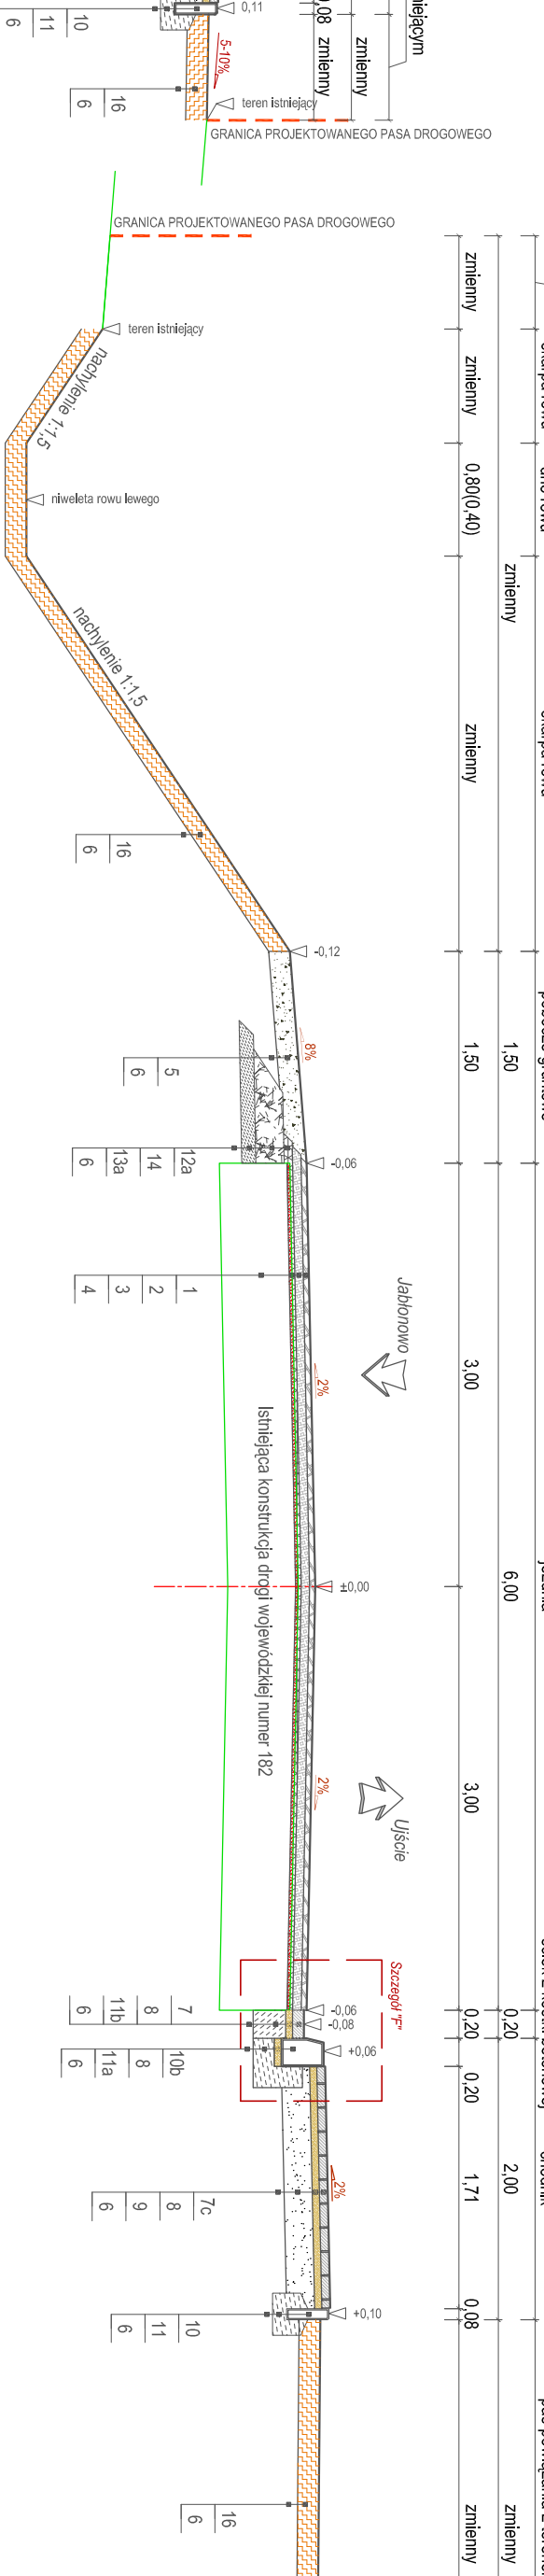 0,11
10
11
6
5-10%
16
6
teren istniejący
0,08
zmienny
zmienny
niejącym
GRANICA PROJEKTOWANEGO PASA DROGOWEGO
GRANICA PROJEKTOWANEGO PASA DROGOWEGO
teren istniejący
nachylenie 1:1,5
niweleta rowu lewego
nachylenie 1:1,5
16
6
zmienny
zmienny
0,80(0,40)
zmienny
zmienny
-0,12
8%
5
6
1,50
1,50
-0,06
12a
14
13a
6
1
2
3
4
Jabłonowo
2%
3,00
Istniejąca konstrukcja drogi wojewódzkiej numer 182
±0,00
6,00
2%
Ujście
3,00
Szczegół "F"
-0,06
-0,08
+0,06
0,20
0,20
0,20
7
8
11b
6
10b
8
11a
6
2%
1,71
2,00
7c
8
9
6
+0,10
0,08
10
11
6
16
6
zmienny
zmienny